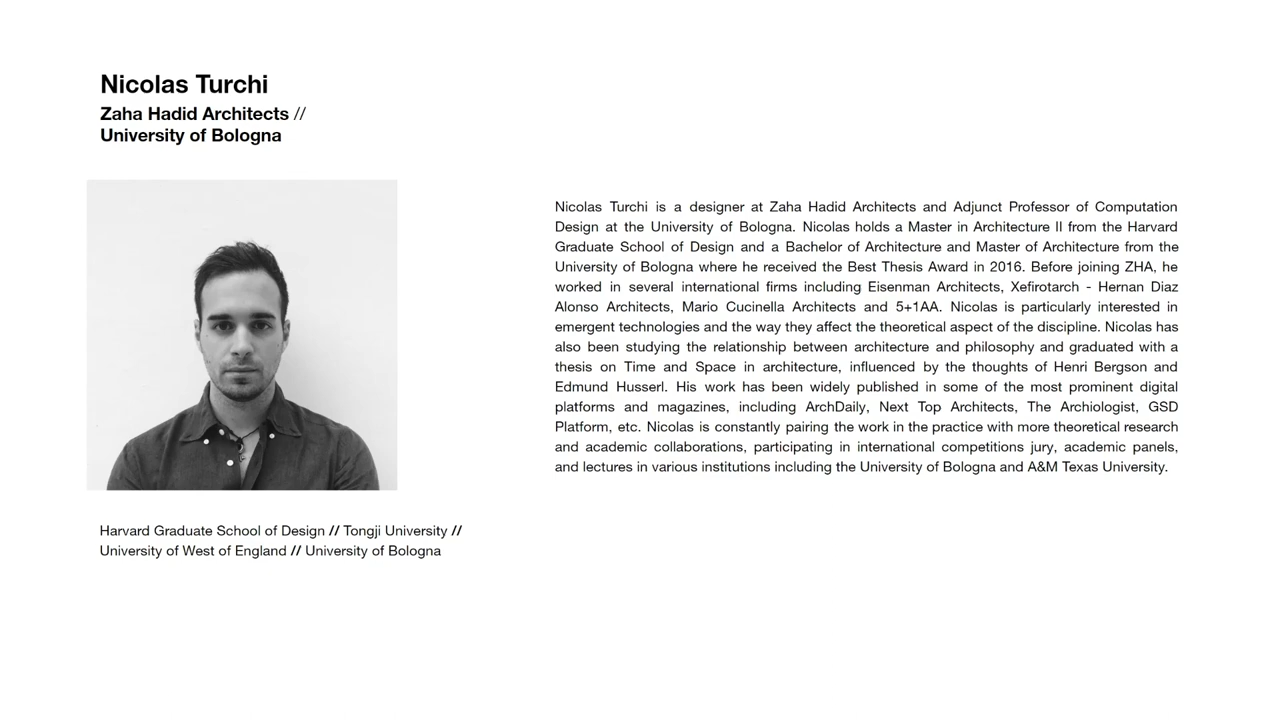 Nicolas Turchi
Zaha Hadid Architects //
University of Bologna
Nicolas Turchi is a designer at Zaha Hadid Architects and Adjunct Professor of Computation
Design at the University of Bologna. Nicolas holds a Master in Architecture II from the Harvard
Graduate School of Design and a Bachelor of Architecture and Master of Architecture from the
University of Bologna where he received the Best Thesis Award in 2016. Before joining ZHA, he
worked in several international firms including Eisenman Architects, Xefirotarch - Hernan Diaz
Alonso Architects, Mario Cucinella Architects and 5+1AA. Nicolas is particularly interested in
emergent technologies and the way they affect the theoretical aspect of the discipline. Nicolas has
also been studying the relationship between architecture and philosophy and graduated with a
thesis on Time and Space in architecture, influenced by the thoughts of Henri Bergson and
Edmund Husserl. His work has been widely published in some of the most prominent digital
platforms and magazines, including ArchDaily, Next Top Architects, The Archiologist, GSD
Platform, etc. Nicolas is constantly pairing the work in the practice with more theoretical research
and academic collaborations, participating in international competitions jury, academic panels,
and lectures in various institutions including the University of Bologna and A&M Texas University.
Harvard Graduate School of Design // Tongji University //
University of West of England // University of Bologna